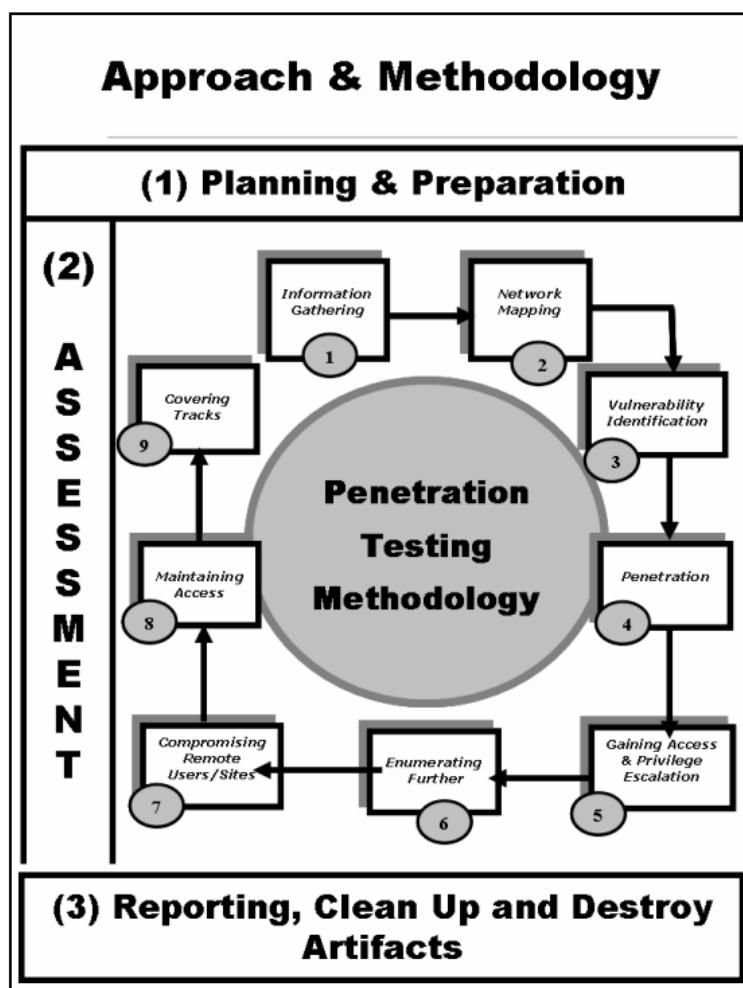 Approach & Methodology
(1) Planning & Preparation
(2)
A
S
S
E
S
S
M
E
N
T
Information
Gathering
1
Network
Mapping
2
Vulnerability
Identification
3
Penetration
4
Gaining Access
& Privilege
Escalation
5
Enumerating
Further
6
Compromising
Remote
Users/Sites
7
Maintaining
Access
8
Covering
Tracks
9
Penetration
Testing
Methodology
(3) Reporting, Clean Up and Destroy
Artifacts